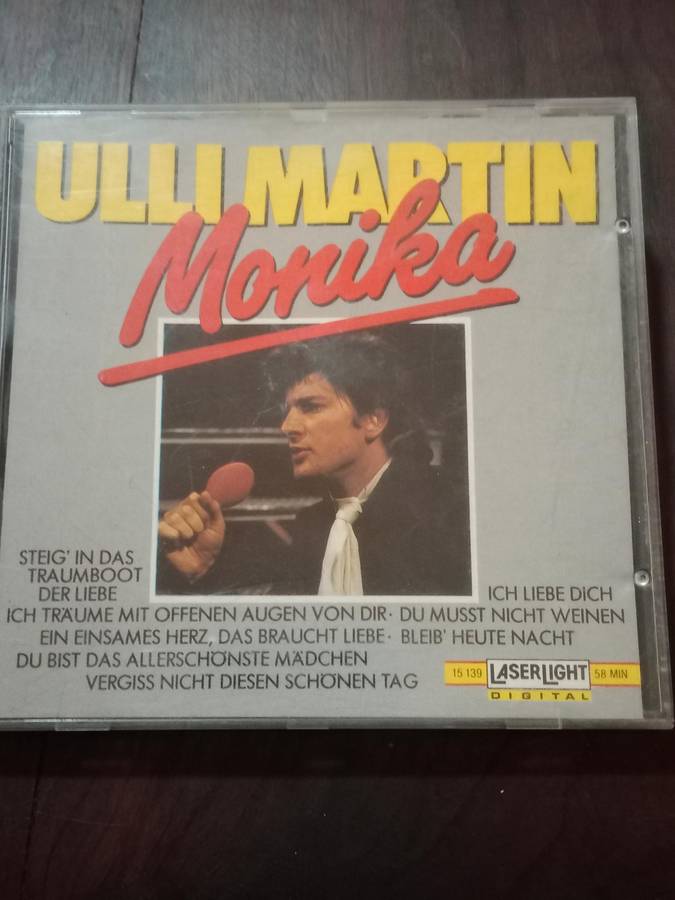 ULLI MARTIN
Monika
STEIG' IN DAS
TRAUMBOOT
DER LIEBE
ICH LIEBE DICH
ICH TRÄUME MIT OFFENEN AUGEN VON DIR · DU MUSST NICHT WEINEN
EIN EINSAMES HERZ, DAS BRAUCHT LIEBE · BLEIB' HEUTE NACHT
DU BIST DAS ALLERSCHÖNSTE MÄDCHEN
VERGISS NICHT DIESEN SCHÖNEN TAG
15 139 LASERLIGHT 58 MIN
DIGITAL